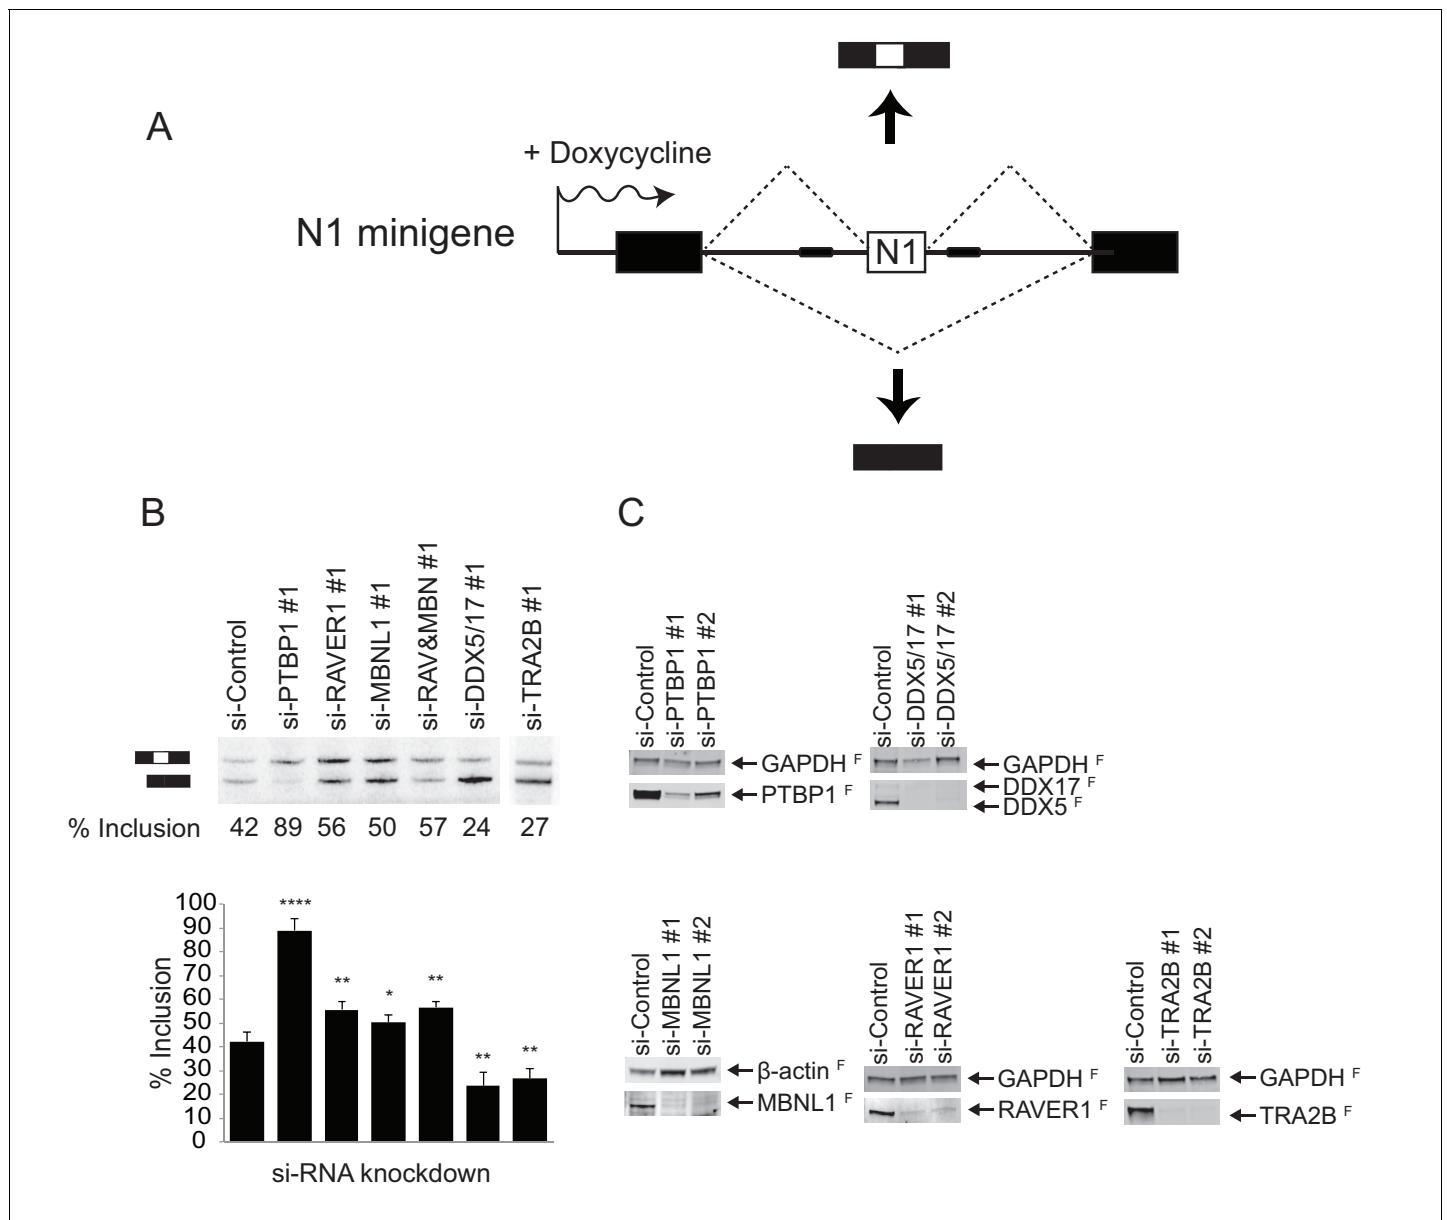 A
+ Doxycycline
N1 minigene
N1
B
si-Control
si-PTBP1 #1
si-RAVER1 #1
si-MBNL1 #1
si-RAV&MBN #1
si-DDX5/17 #1
si-TRA2B #1
% Inclusion 42 89 56 50 57 24 27
% Inclusion
100
90
80
70
60
50
40
30
20
10
0
****
**
*
**
**
**
si-RNA knockdown
C
si-Control
si-PTBP1 #1
si-PTBP1 #2
GAPDH F
PTBP1 F
si-Control
si-DDX5/17 #1
si-DDX5/17 #2
GAPDH F
DDX17 F
DDX5 F
si-Control
si-MBNL1 #1
si-MBNL1 #2
β-actin F
MBNL1 F
si-Control
si-RAVER1 #1
si-RAVER1 #2
GAPDH F
RAVER1 F
si-Control
si-TRA2B #1
si-TRA2B #2
GAPDH F
TRA2B F